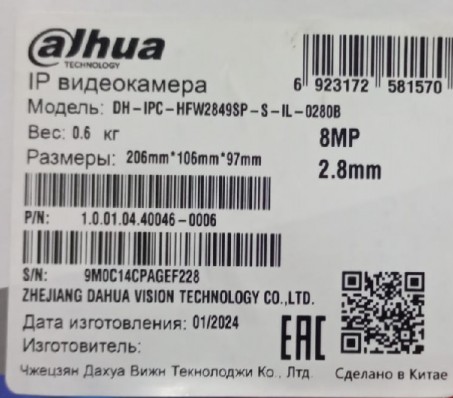 alhua
TECHNOLOGY
IP видеокамера
6 923172 581570
Модель: DH-IPC-HFW2849SP-S-IL-0280B
Вес: 0.6 кг
8MP
Размеры: 206mm*106mm*97mm
2.8mm
P/N: 1.0.01.04.40046-0006
S/N: 9M0C14CPAGEF228
ZHEJIANG DAHUA VISION TECHNOLOGY CO.,LTD.
Дата изготовления: 01/2024
EAC
Изготовитель:
Чжецзян Дахуа Вижн Текнолоджи Ко., Лтд. Сделано в Китае